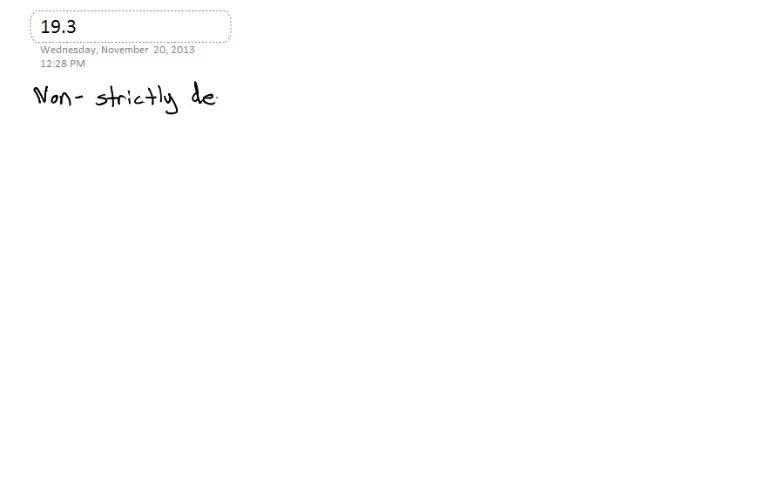 19.3
Wednesday, November 20, 2013
12:28 PM
Non- strictly de